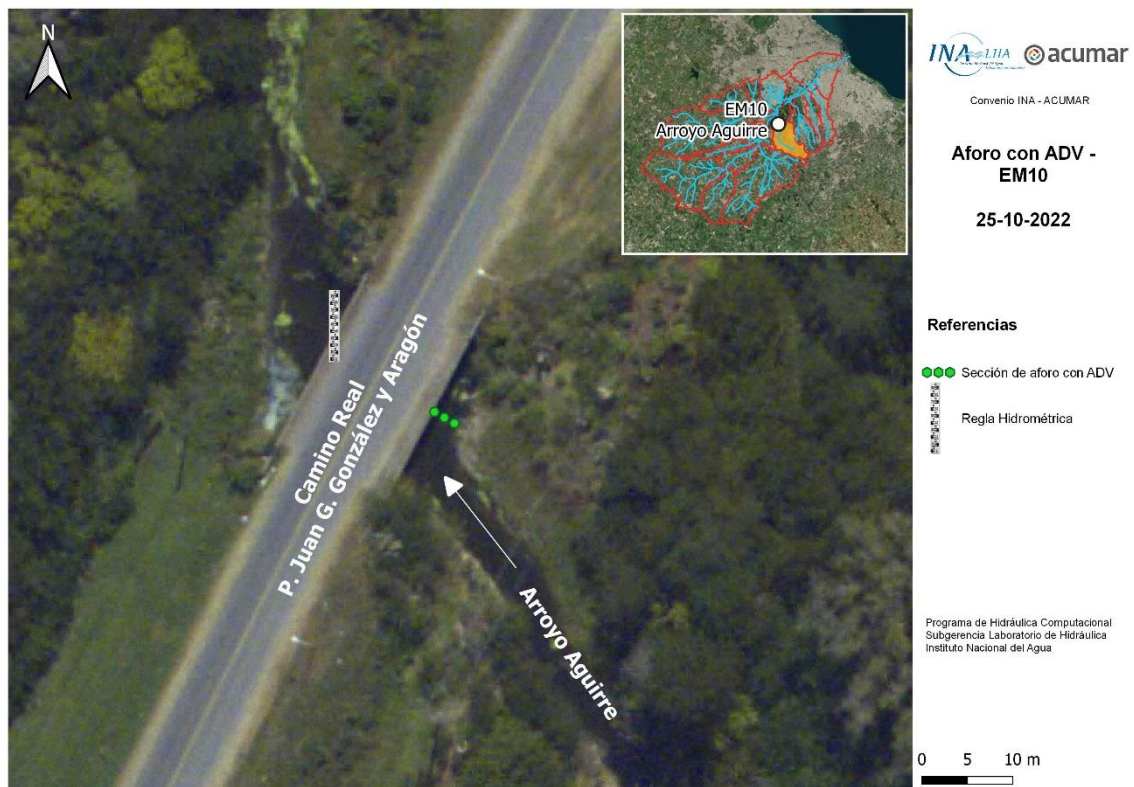 N
EM10
Arroyo Aguirre
Camino Real
P. Juan G. González y Aragón
Arroyo Aguirre
INA LHA
acumar
Convenio INA - ACUMAR
Aforo con ADV -
EM10
25-10-2022
Referencias
Sección de aforo con ADV
Regla Hidrométrica
Programa de Hidráulica Computacional
Subgerencia Laboratorio de Hidráulica
Instituto Nacional del Agua
0 5 10 m